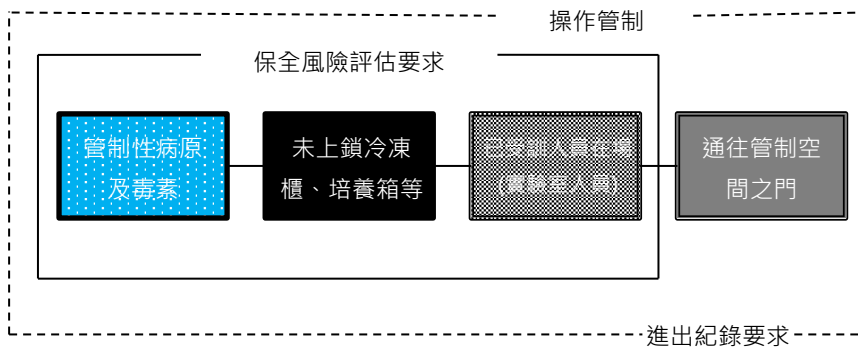 操作管制
保全風險評估要求
管制性病原
及毒素
未上鎖冷凍
櫃、培養箱等
已受訓人員在場
(實驗室人員)
通往管制空
間之門
進出紀錄要求